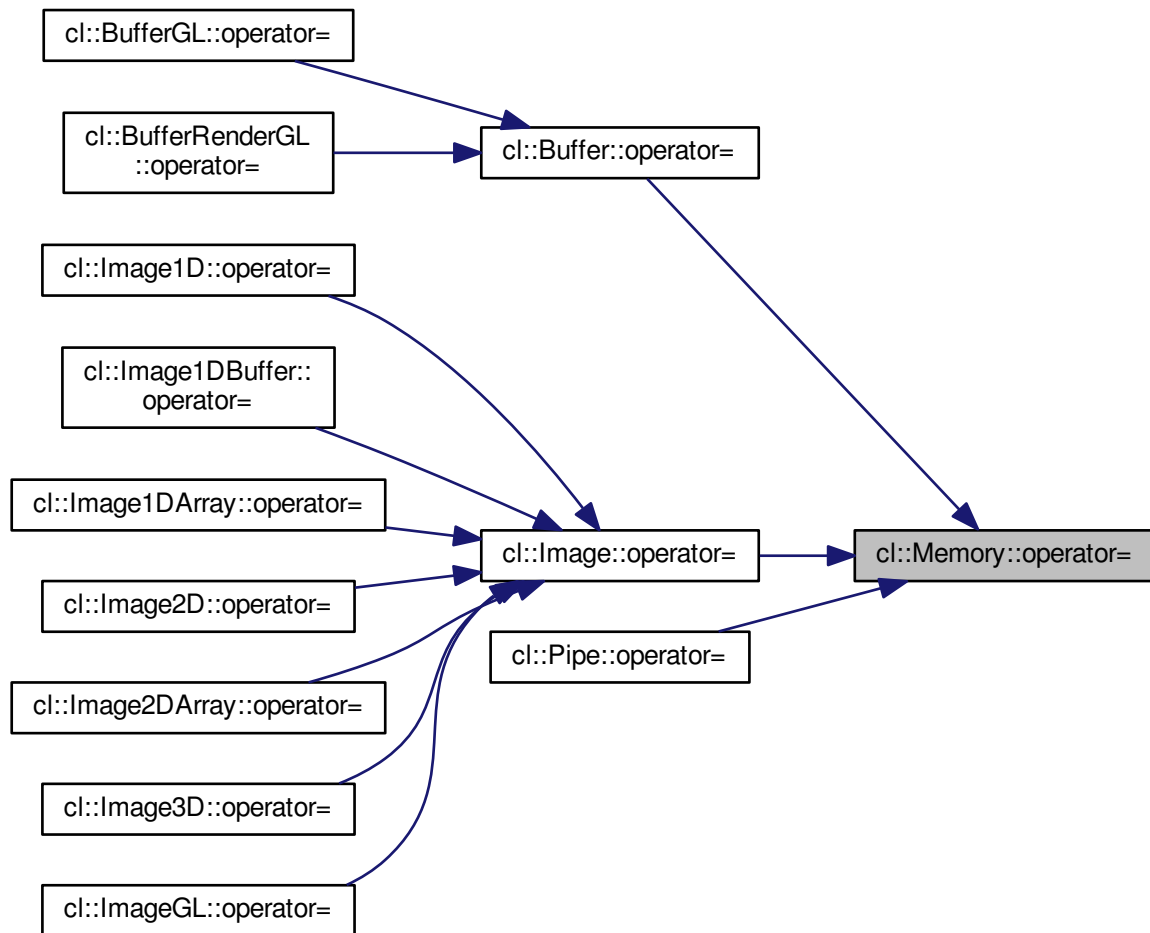 cl::BufferGL::operator=
cl::BufferRenderGL
::operator=
cl::Buffer::operator=
cl::Image1D::operator=
cl::Image1DBuffer::
operator=
cl::Image1DArray::operator=
cl::Image::operator=
cl::Memory::operator=
cl::Image2D::operator=
cl::Pipe::operator=
cl::Image2DArray::operator=
cl::Image3D::operator=
cl::ImageGL::operator=